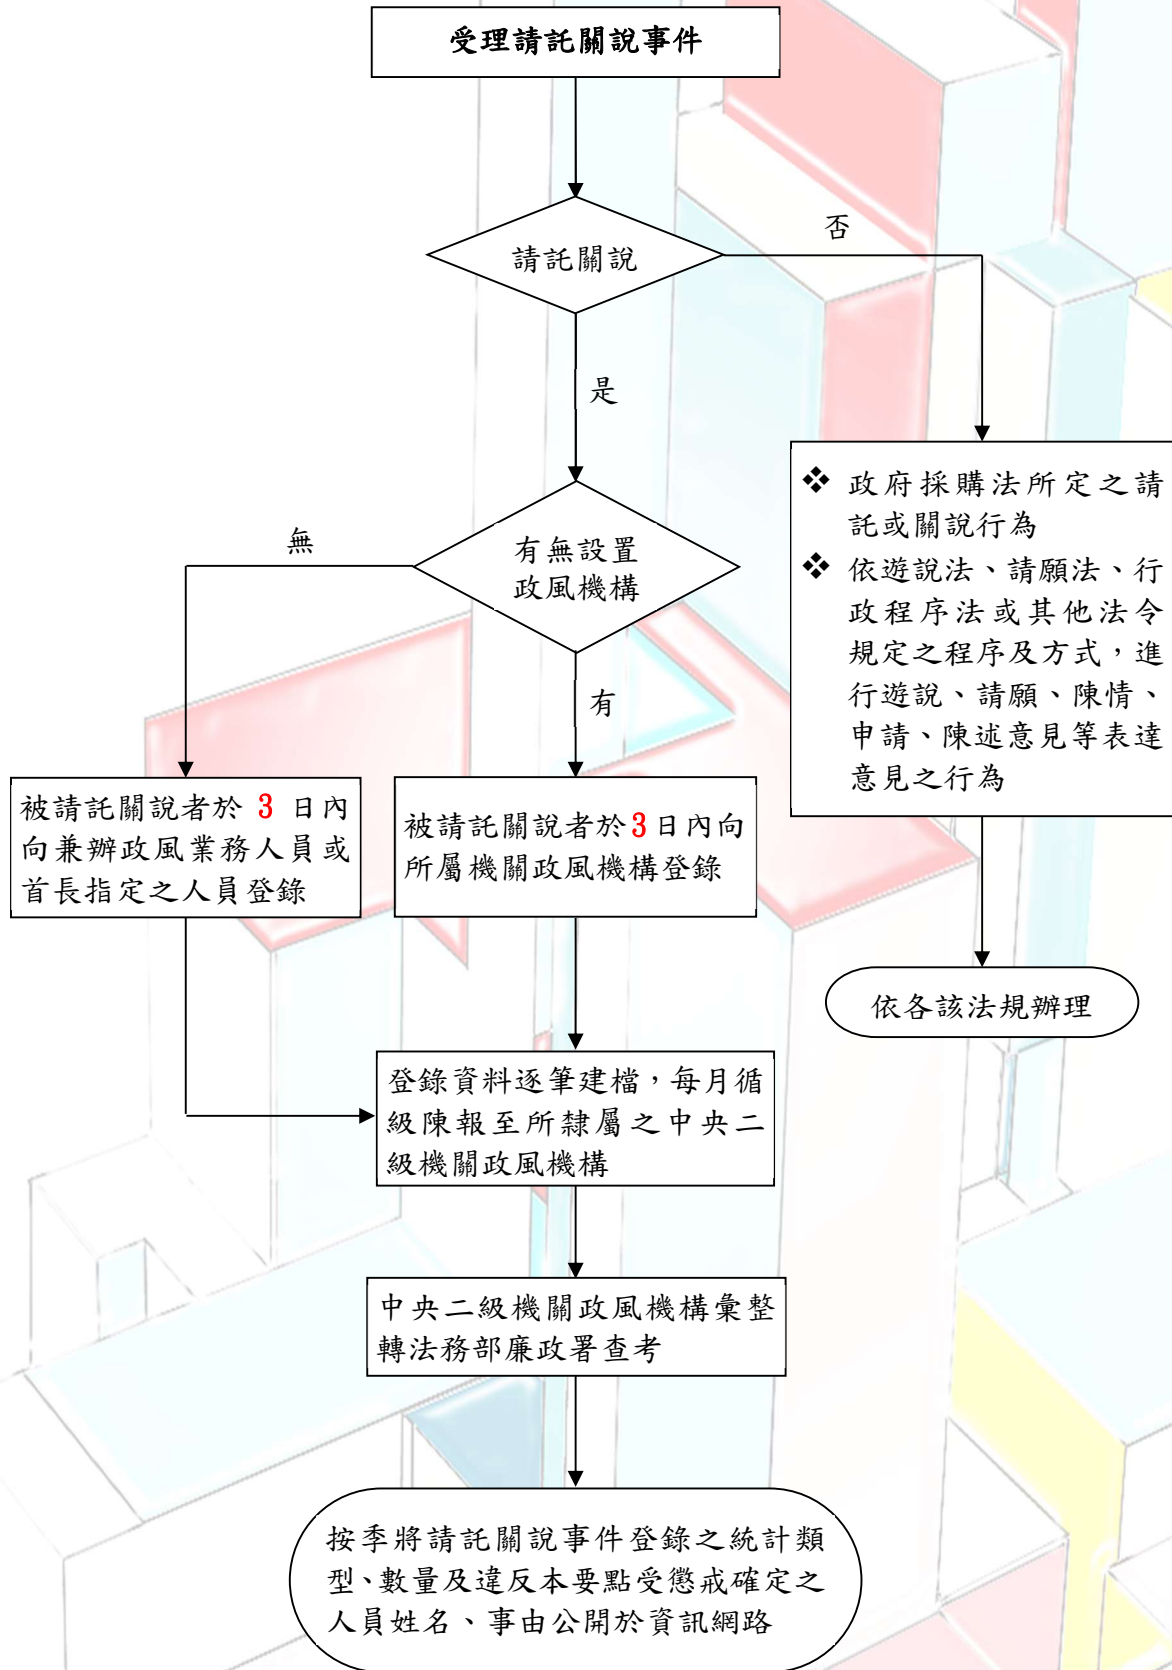 受理請託關說事件
請託關說
否
是
有無設置
政風機構
無
有
❖ 政府採購法所定之請
託或關說行為
❖ 依遊說法、請願法、行
政程序法或其他法令
規定之程序及方式，進
行遊說、請願、陳情、
申請、陳述意見等表達
意見之行為
被請託關說者於 3 日內
向兼辦政風業務人員或
首長指定之人員登錄
被請託關說者於3日內向
所屬機關政風機構登錄
依各該法規辦理
登錄資料逐筆建檔，每月循
級陳報至所隸屬之中央二
級機關政風機構
中央二級機關政風機構彙整
轉法務部廉政署查考
按季將請託關說事件登錄之統計類
型、數量及違反本要點受懲戒確定之
人員姓名、事由公開於資訊網路